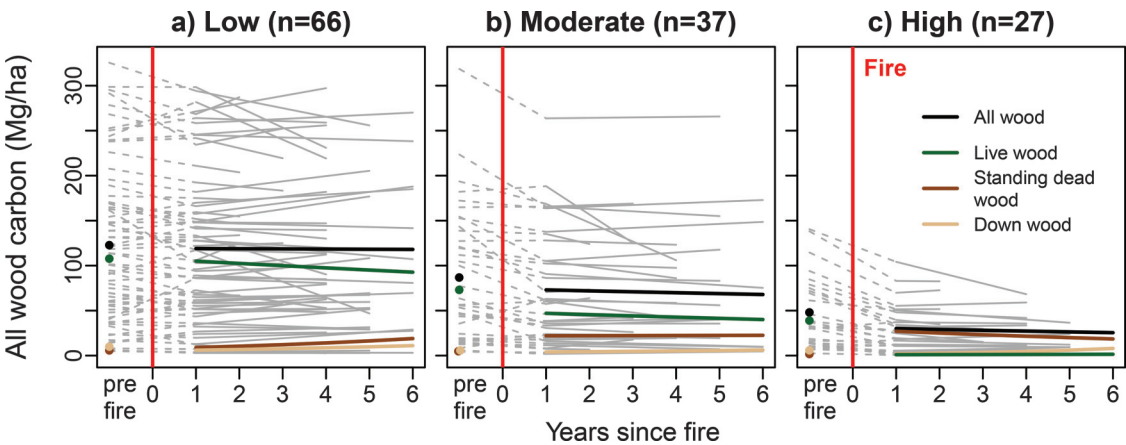 a) Low (n=66)
b) Moderate (n=37)
c) High (n=27)
All wood carbon (Mg/ha)
300
200
100
0
Fire
All wood
Live wood
Standing dead
wood
Down wood
pre
fire
0 1 2 3 4 5 6
pre
fire
0 1 2 3 4 5 6
pre
fire
0 1 2 3 4 5 6
Years since fire